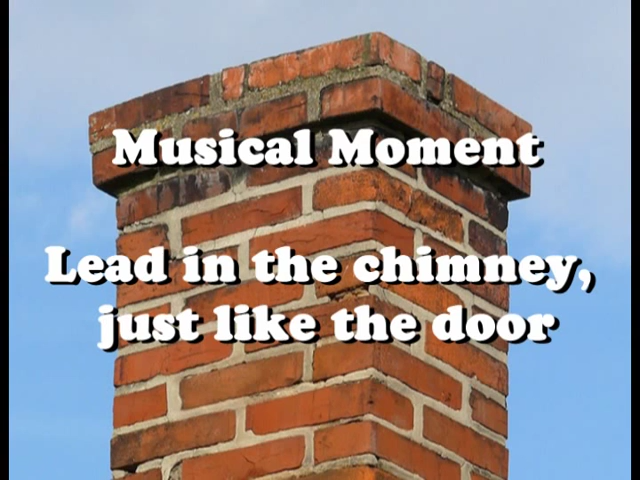 Musical Moment
Lead in the chimney,
just like the door